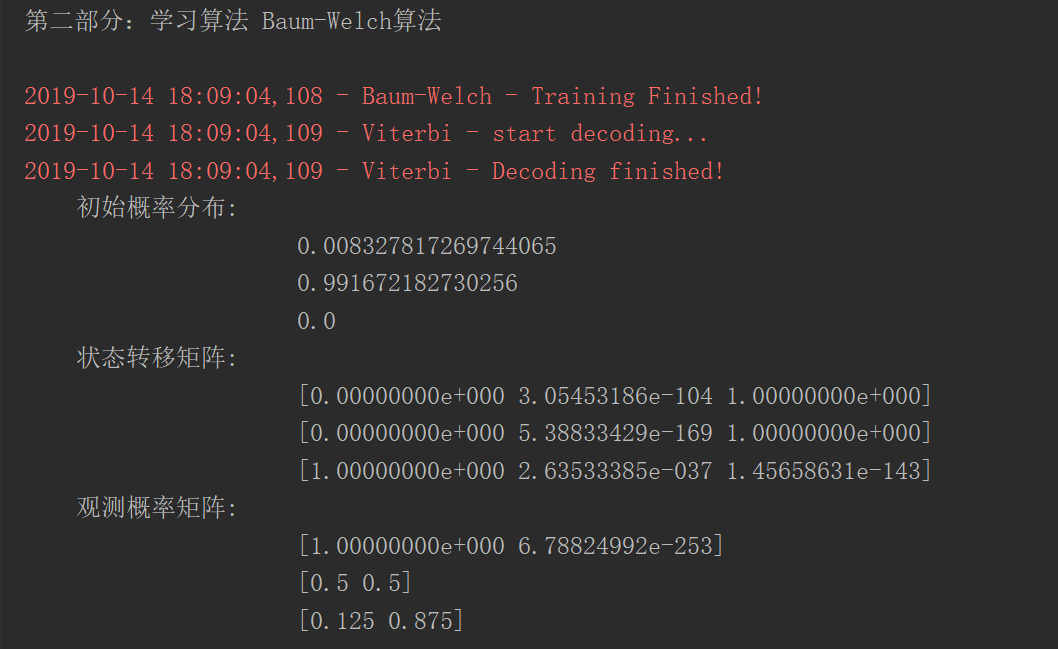 第二部分: 学习算法 Baum-Welch算法
2019-10-14 18:09:04,108 - Baum-Welch - Training Finished!
2019-10-14 18:09:04,109 - Viterbi - start decoding...
2019-10-14 18:09:04,109 - Viterbi - Decoding finished!
初始概率分布:
0.008327817269744065
0.991672182730256
0.0
状态转移矩阵:
[0.00000000e+000 3.05453186e-104 1.00000000e+000]
[0.00000000e+000 5.38833429e-169 1.00000000e+000]
[1.00000000e+000 2.63533385e-037 1.45658631e-143]
观测概率矩阵:
[1.00000000e+000 6.78824992e-253]
[0.5 0.5]
[0.125 0.875]